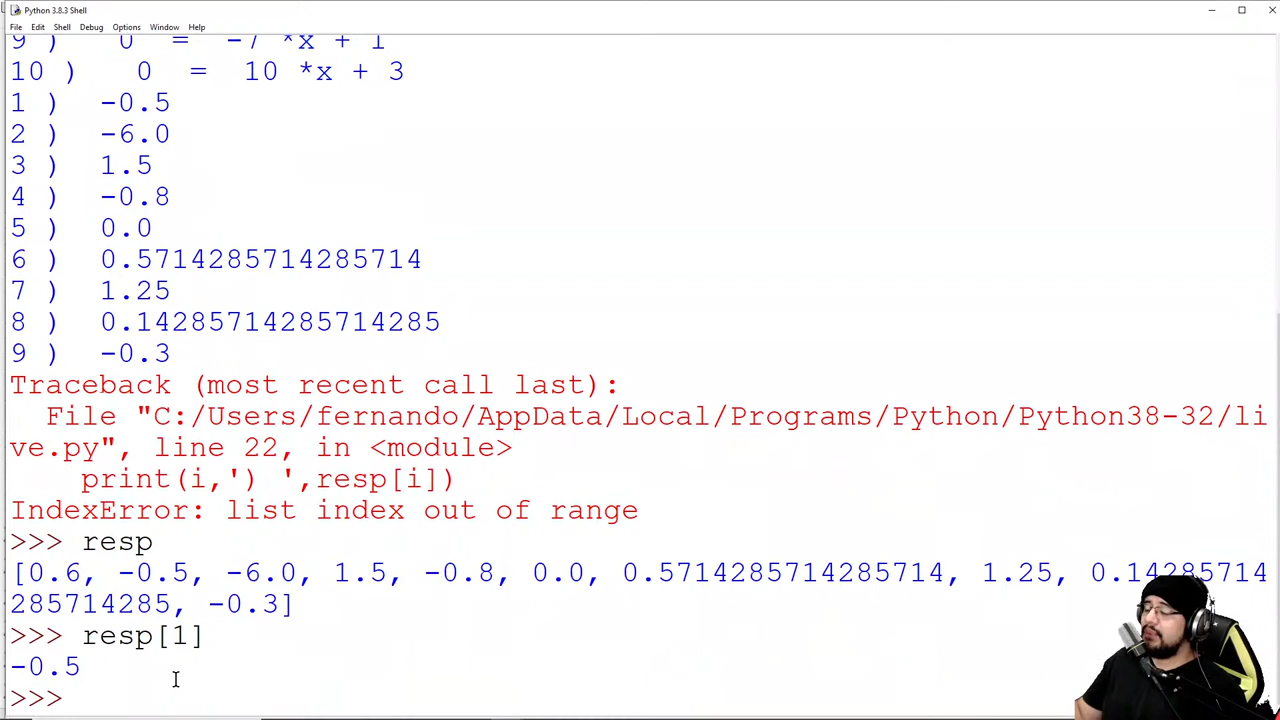 Python 3.8.3 Shell
File Edit Shell Debug Options Window Help
9 ) 0 = -7 *x + 1
10 ) 0 = 10 *x + 3
1 ) -0.5
2 ) -6.0
3 ) 1.5
4 ) -0.8
5 ) 0.0
6 ) 0.5714285714285714
7 ) 1.25
8 ) 0.14285714285714285
9 ) -0.3
Traceback (most recent call last):
File "C:/Users/fernando/AppData/Local/Programs/Python/Python38-32/li
ve.py", line 22, in <module>
print(i,') ',resp[i])
IndexError: list index out of range
>>> resp
[0.6, -0.5, -6.0, 1.5, -0.8, 0.0, 0.5714285714285714, 1.25, 0.14285714
285714285, -0.3]
>>> resp[1]
-0.5
>>>